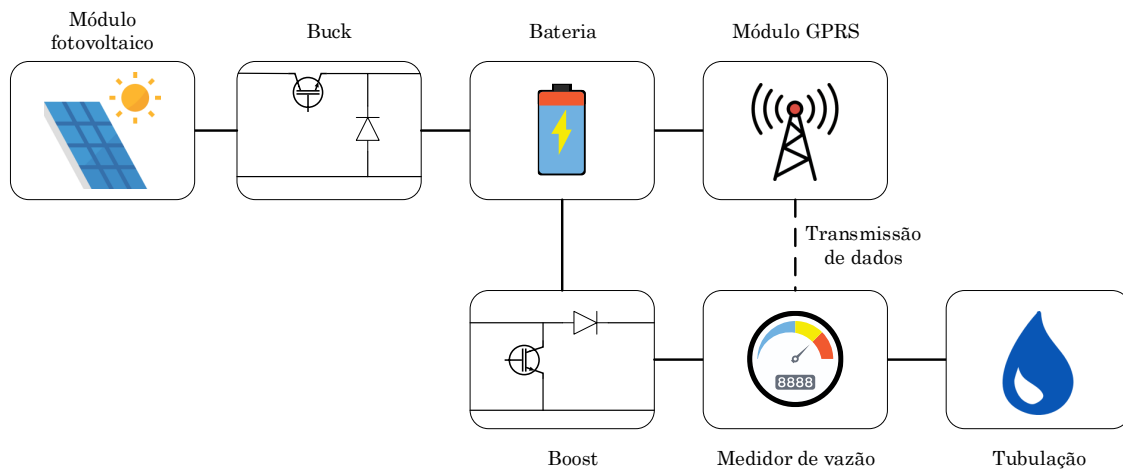 Módulo
fotovoltaico
Buck
Bateria
Módulo GPRS
Transmissão
de dados
8888
Boost
Medidor de vazão
Tubulação